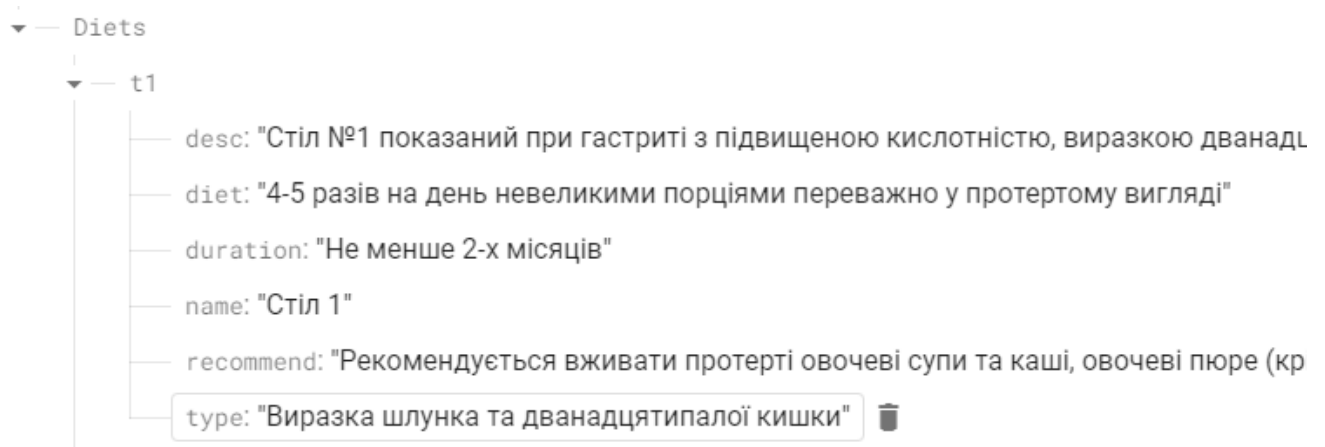 Diets
t1
desc: "Стіл №1 показаний при гастриті з підвищеною кислотністю, виразкою
diet: "4-5 разів на день невеликими порціями переважно у протертому вигляді"
duration: "Не менше 2-х місяців"
name: "Стіл 1"
recommend: "Рекомендується вживати протерті овочеві супи та каші, овочеві пюре (кр
type: "Виразка шлунка та дванадцятипалої кишки"